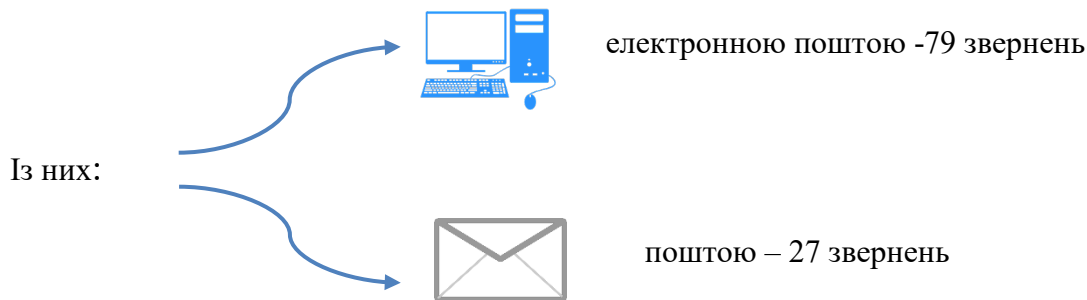 електронною поштою -79 звернень
Із них:
поштою – 27 звернень